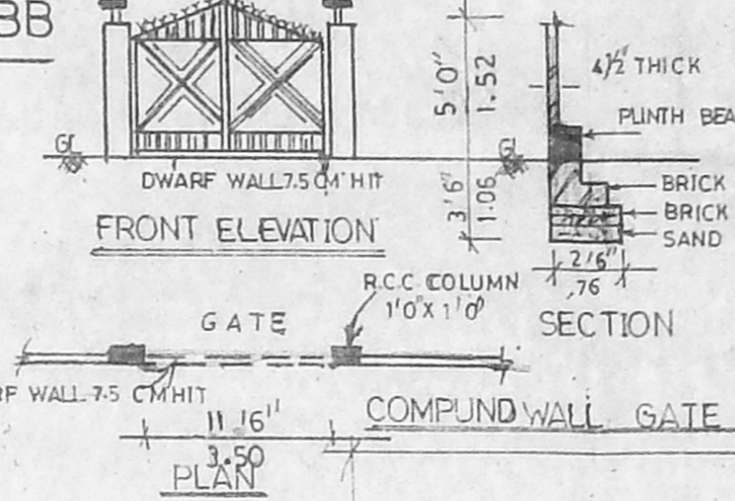 BB
GL
DWARF WALL 7.5 CM HIT
FRONT ELEVATION
5'0"
1.52
3'6"
1.06
4½" THICK
PLINTH BEA
GL
BRICK
BRICK
SAND
2'6"
,76
SECTION
GATE
R.C.C. COLUMN
1'0" X 1'0"
RF WALL 7.5 CM HIT
11'16"
3.50
PLAN
COMPUND WALL GATE